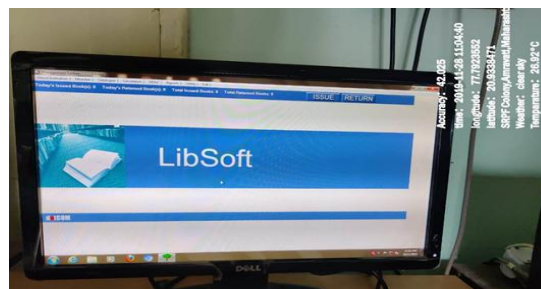 Today's Issued Book(s): 0 Today's Returned Book(s): 0 Total Issued Books: 0 Total Returned Books: 0
ISSUE RETURN
LibSoft
DELL
Accuracy: 42.025
time: 2019-11-28 11:04:40
longitude: 77.7923552
latitude: 20.9338471
SRPF Colony,Amravati,Maharasht
Weather: clear sky
Temperature: 26.92°C